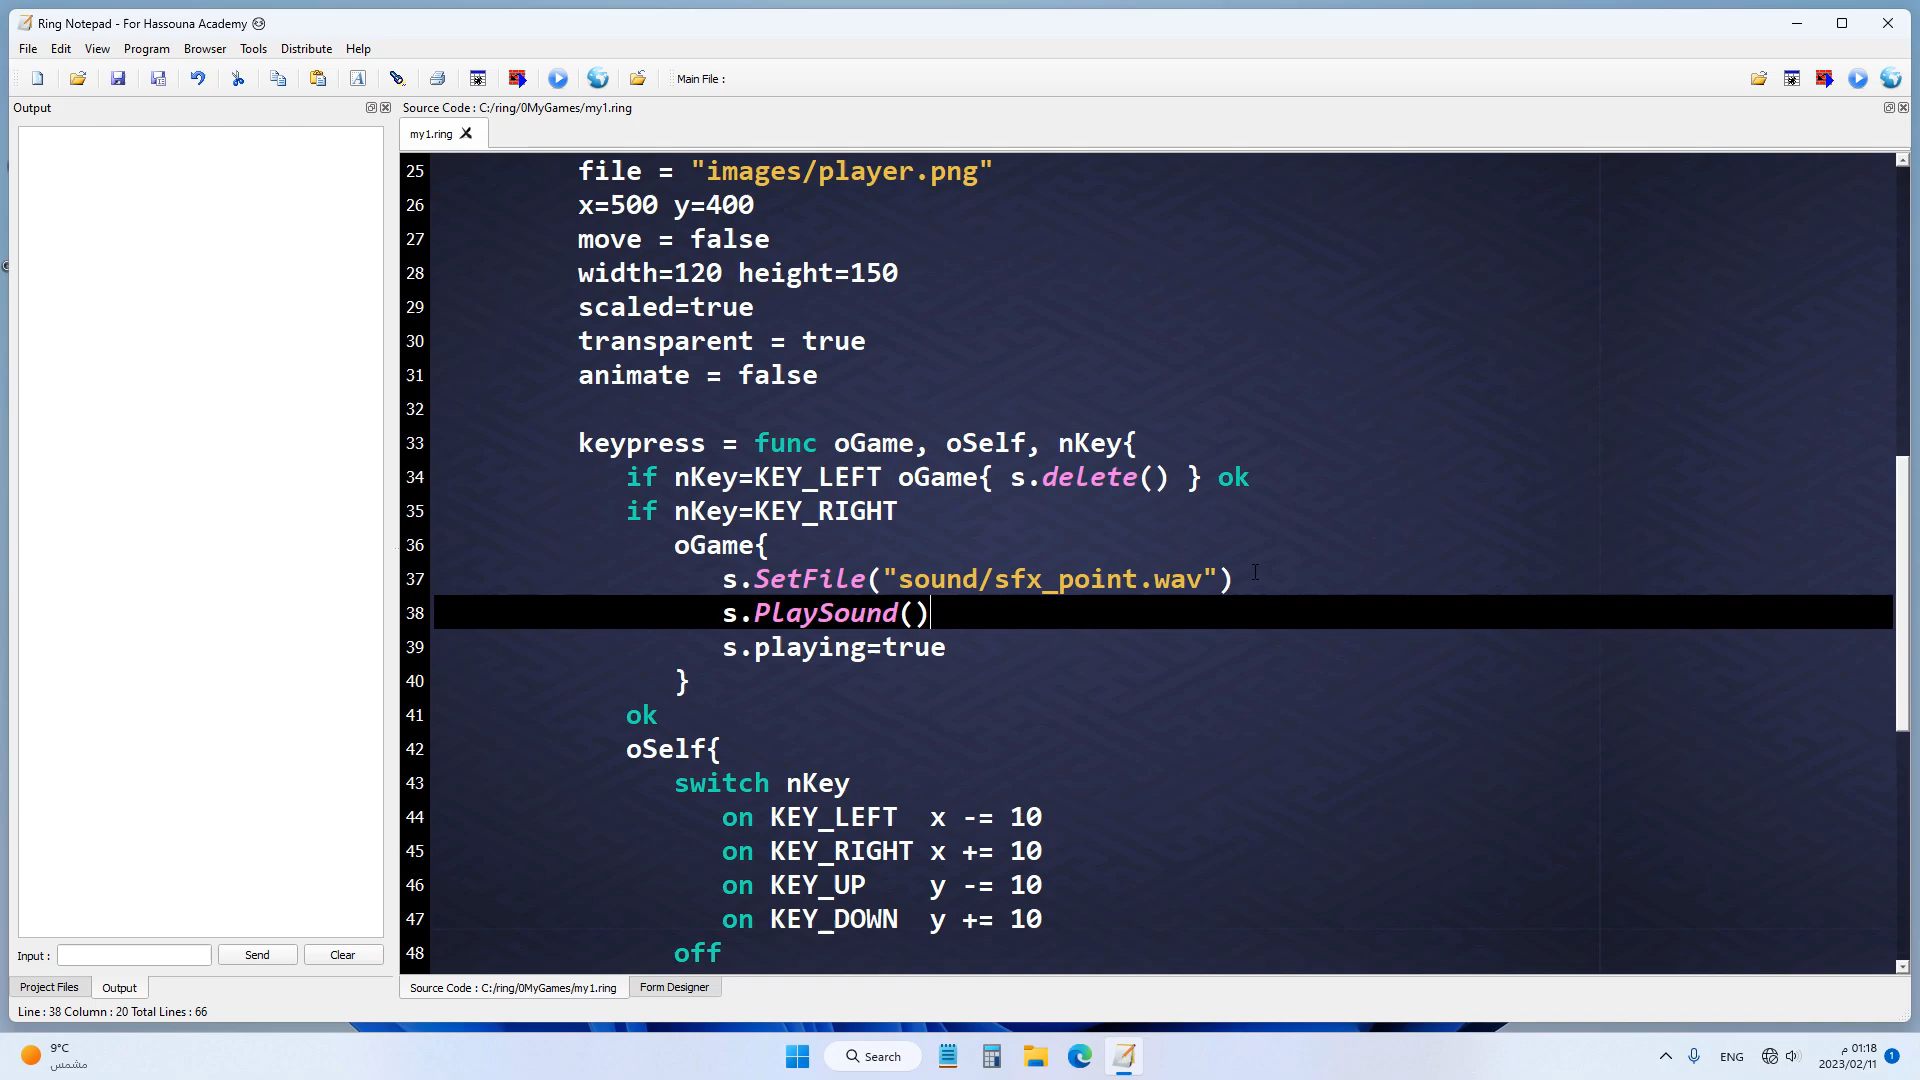 Ring Notepad - For Hassouna Academy
File Edit View Program Browser Tools Distribute Help
Main File :
Output
Source Code : C:/ring/0MyGames/my1.ring
my1.ring
25 file = "images/player.png"
26 x=500 y=400
27 move = false
28 width=120 height=150
29 scaled=true
30 transparent = true
31 animate = false
32
33 keypress = func oGame, oSelf, nKey{
34 if nKey=KEY_LEFT oGame{ s.delete() } ok
35 if nKey=KEY_RIGHT
36 oGame{
37 s.SetFile("sound/sfx_point.wav")
38 s.PlaySound()
39 s.playing=true
40 }
41 ok
42 oSelf{
43 switch nKey
44 on KEY_LEFT x -= 10
45 on KEY_RIGHT x += 10
46 on KEY_UP y -= 10
47 on KEY_DOWN y += 10
48 off
Input : Send Clear
Project Files Output
Source Code : C:/ring/0MyGames/my1.ring Form Designer
Line : 38 Column : 20 Total Lines : 66
9°C
مشمس
Search
ENG
01:18 م
2023/02/11
1